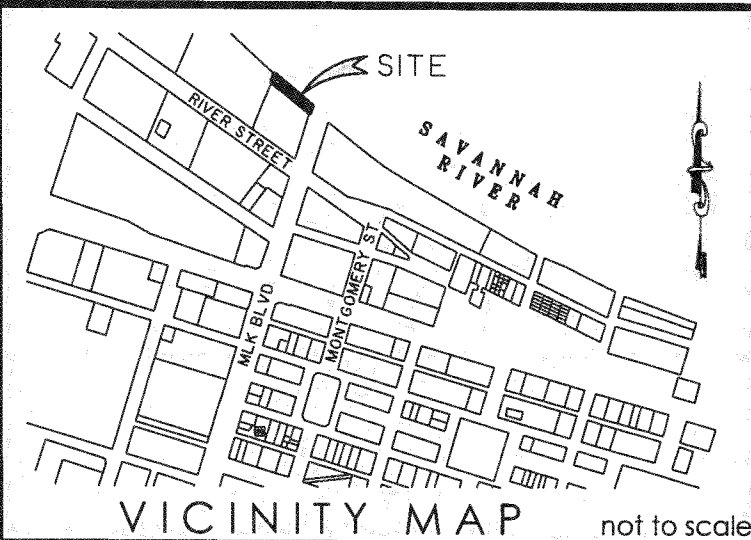 SITE
RIVER STREET
SAVANNAH
RIVER
MONTGOMERY ST
MLK BLVD
VICINITY MAP
not to scale